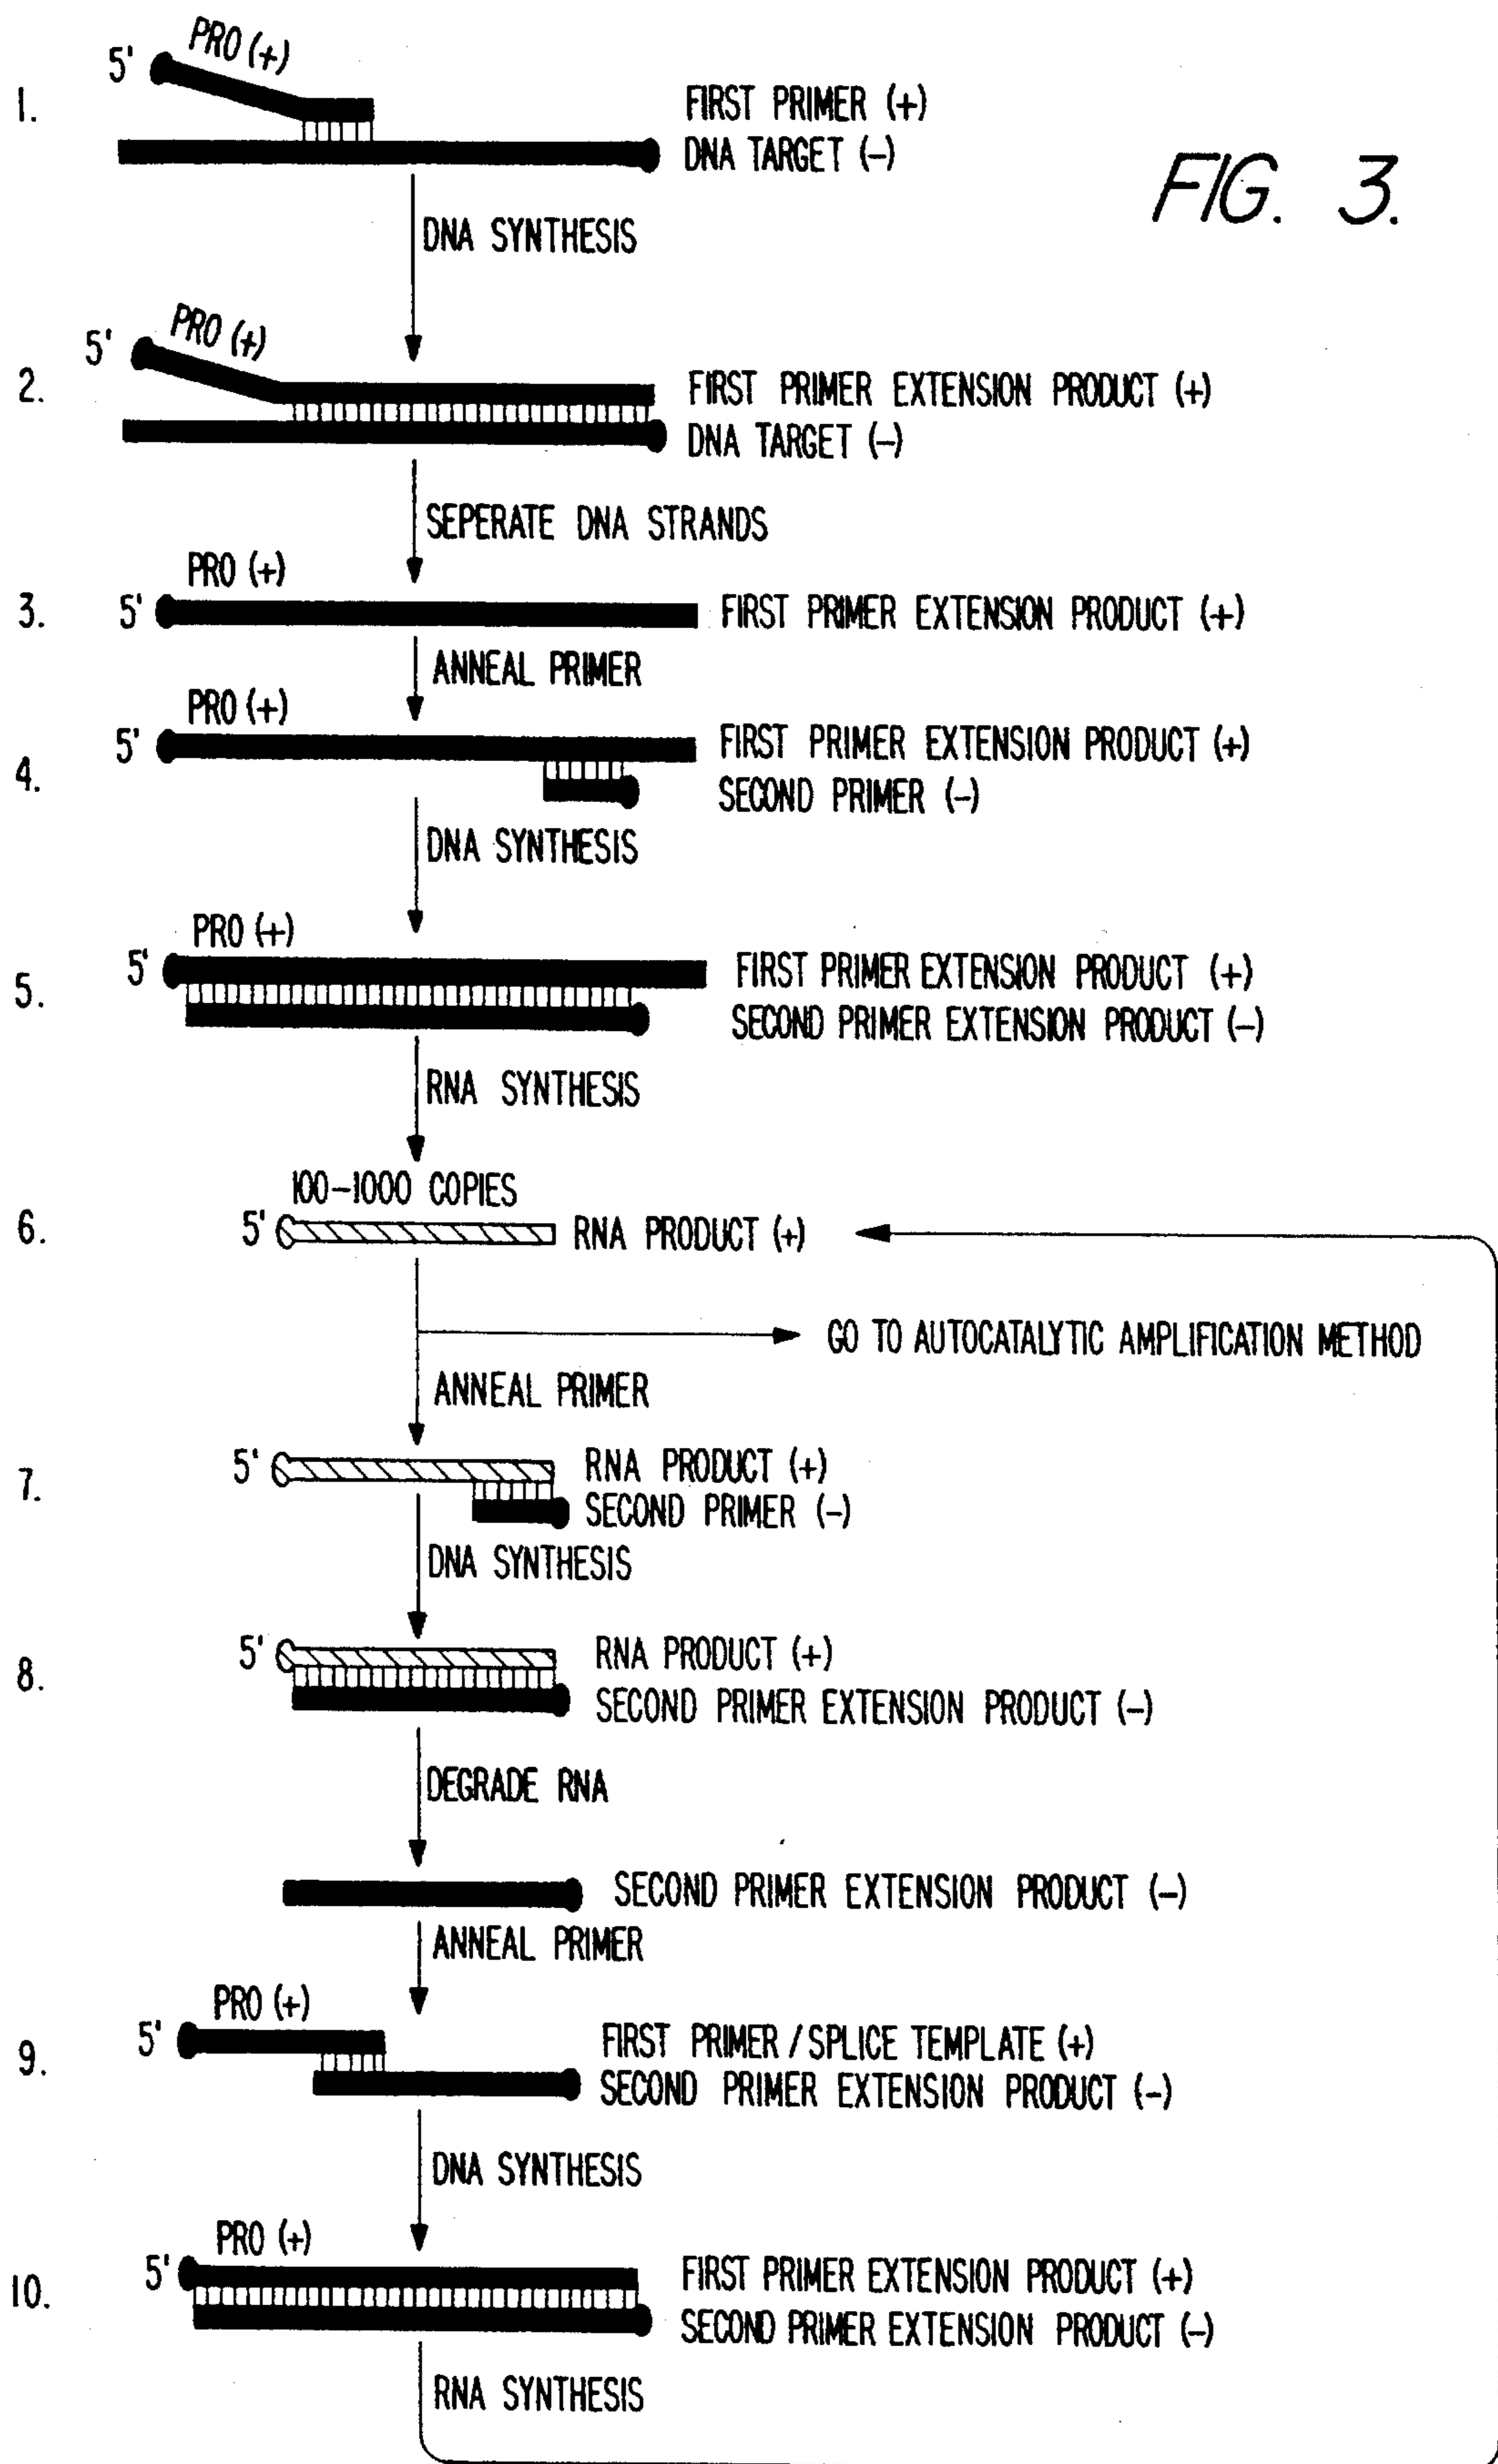 FIG. 3.
1.
5' PRO (+)
FIRST PRIMER (+)
DNA TARGET (-)
DNA SYNTHESIS
2.
5' PRO (+)
FIRST PRIMER EXTENSION PRODUCT (+)
DNA TARGET (-)
SEPERATE DNA STRANDS
PRO (+)
3. 5' FIRST PRIMER EXTENSION PRODUCT (+)
ANNEAL PRIMER
PRO (+)
4. 5' FIRST PRIMER EXTENSION PRODUCT (+)
SECOND PRIMER (-)
DNA SYNTHESIS
PRO (+)
5. 5' FIRST PRIMER EXTENSION PRODUCT (+)
SECOND PRIMER EXTENSION PRODUCT (-)
RNA SYNTHESIS
100-1000 COPIES
6. 5' RNA PRODUCT (+)
GO TO AUTOCATALYTIC AMPLIFICATION METHOD
ANNEAL PRIMER
7. 5' RNA PRODUCT (+)
SECOND PRIMER (-)
DNA SYNTHESIS
8. 5' RNA PRODUCT (+)
SECOND PRIMER EXTENSION PRODUCT (-)
DEGRADE RNA
SECOND PRIMER EXTENSION PRODUCT (-)
ANNEAL PRIMER
PRO (+)
9. 5' FIRST PRIMER / SPLICE TEMPLATE (+)
SECOND PRIMER EXTENSION PRODUCT (-)
DNA SYNTHESIS
PRO (+)
10. 5' FIRST PRIMER EXTENSION PRODUCT (+)
SECOND PRIMER EXTENSION PRODUCT (-)
RNA SYNTHESIS